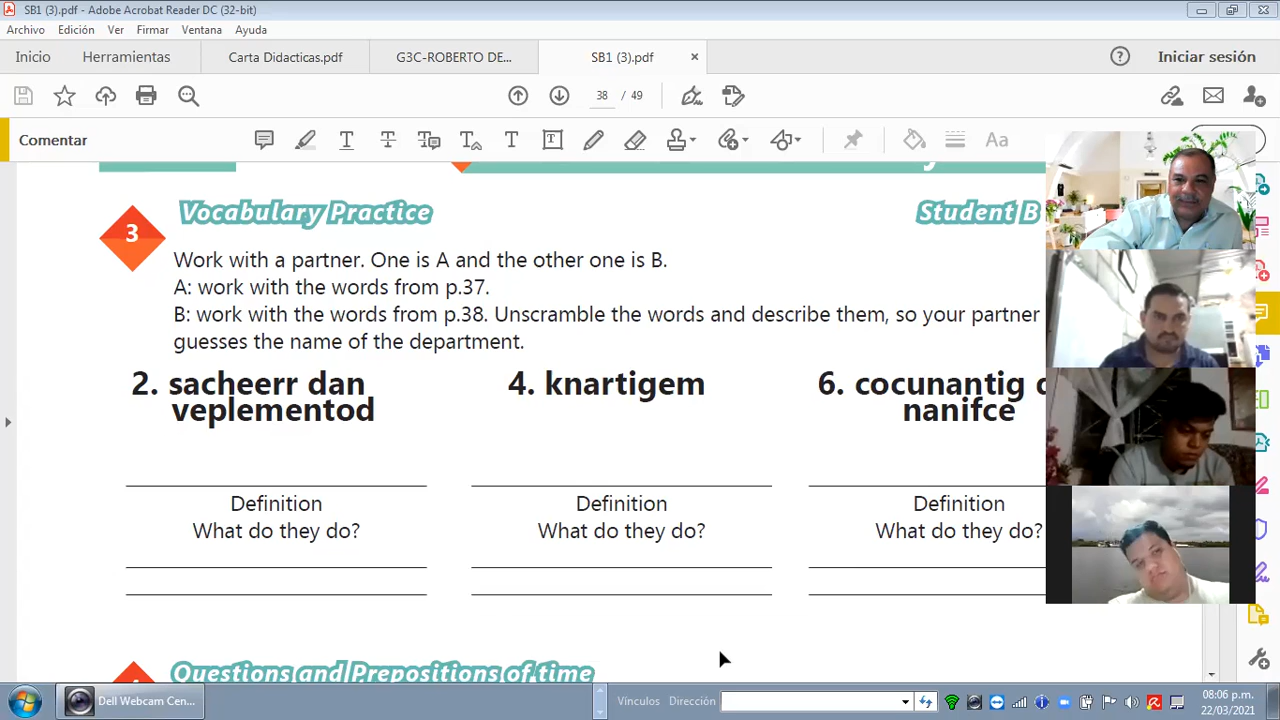 SB1 (3).pdf - Adobe Acrobat Reader DC (32-bit)
Archivo Edición Ver Firmar Ventana Ayuda
Inicio Herramientas Carta Didacticas.pdf G3C-ROBERTO DE... SB1 (3).pdf × ? Iniciar sesión
38 / 49
Comentar Aa
3 Vocabulary Practice Student B
Work with a partner. One is A and the other one is B.
A: work with the words from p.37.
B: work with the words from p.38. Unscramble the words and describe them, so your partner
guesses the name of the department.
2. sacheerr dan 4. knartigem 6. cocunantig
veplementod nanifce
Definition Definition Definition
What do they do? What do they do? What do they do?
Questions and Prepositions of time
Dell Webcam Cen... Vínculos Dirección 08:06 p.m.
22/03/2021